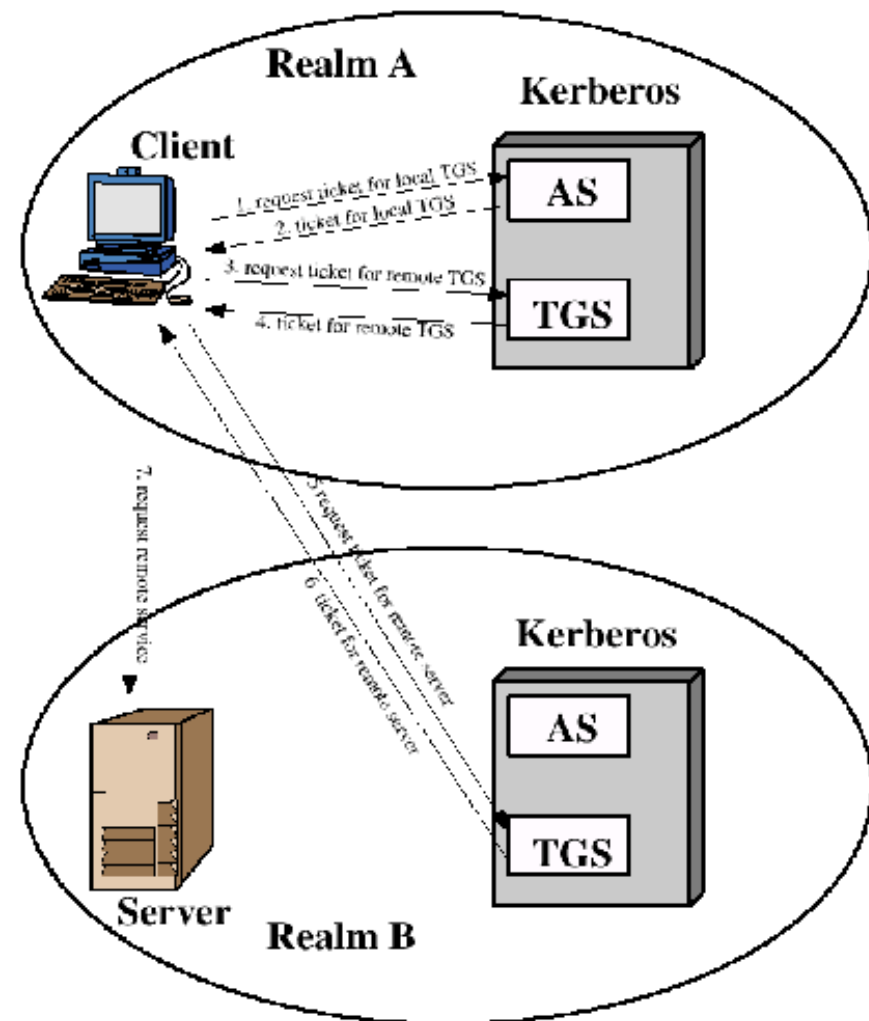 Realm A
Kerberos
Client
1. request ticket for local TGS
AS
2. ticket for local TGS
3. request ticket for remote TGS
TGS
4. ticket for remote TGS
7. request remote service
5 request ticket for remote server
6. ticket for remote server
Kerberos
AS
TGS
Server
Realm B